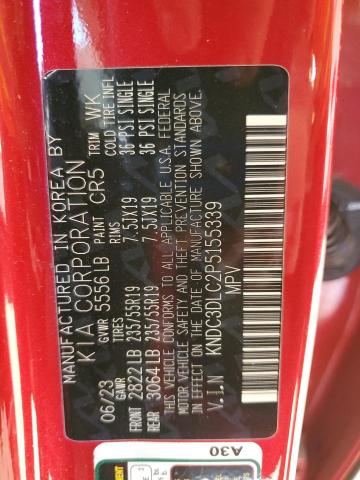 MANUFACTURED IN KOREA BY
KIA CORPORATION
06/23 GVWR 5556 LB PAINT CR5 TRIM WK
GAWR TIRES RIMS COLD TIRE INFL
FRONT 2822 LB 235/55R19 7.5JX19 36 PSI SINGLE
REAR 3064 LB 235/55R19 7.5JX19 36 PSI SINGLE
THIS VEHICLE CONFORMS TO ALL APPLICABLE U.S.A. FEDERAL
MOTOR VEHICLE SAFETY AND THEFT PREVENTION STANDARDS
IN EFFECT ON THE DATE OF MANUFACTURE SHOWN ABOVE.
V.I.N KNDC3DLC2P5155339
MPV
A30